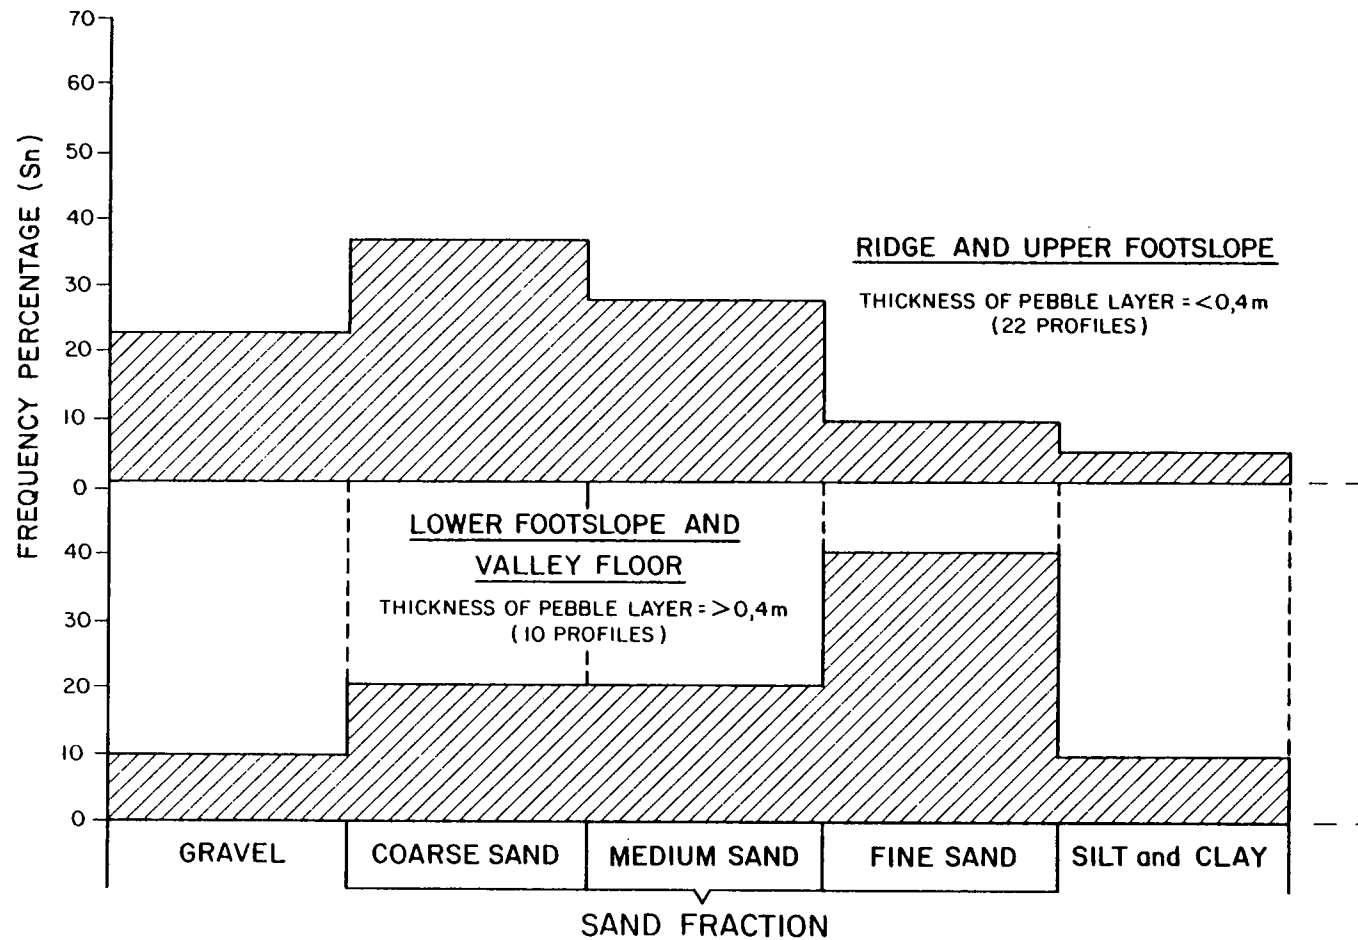 FREQUENCY PERCENTAGE (Sn)
70
60
50
40
30
20
10
0
40
30
20
10
0
RIDGE AND UPPER FOOTSLOPE
THICKNESS OF PEBBLE LAYER = <0,4m
(22 PROFILES)
LOWER FOOTSLOPE AND
VALLEY FLOOR
THICKNESS OF PEBBLE LAYER = >0,4m
(10 PROFILES)
GRAVEL COARSE SAND MEDIUM SAND FINE SAND SILT and CLAY
SAND FRACTION